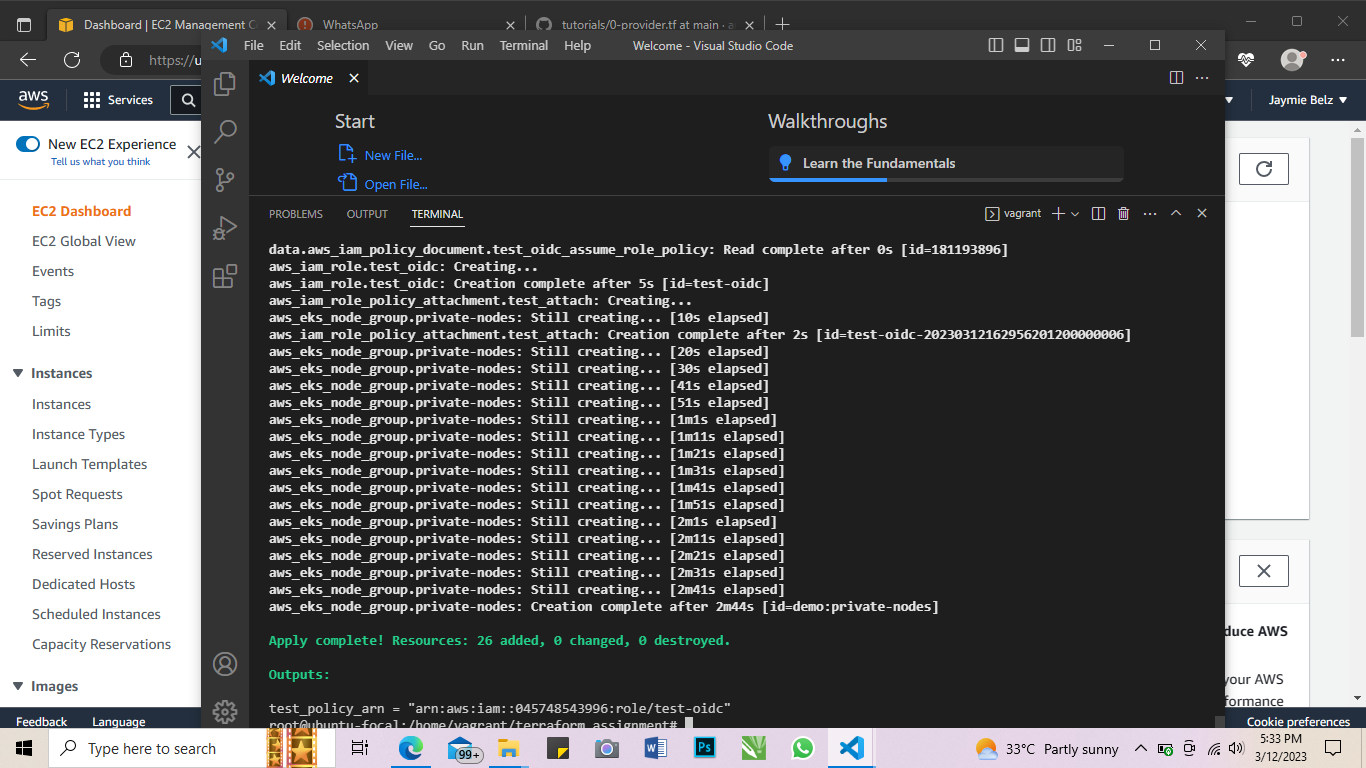 Dashboard | EC2 Management C
WhatsApp
tutorials/0-provider.tf at main · a
https://u
File Edit Selection View Go Run Terminal Help
Welcome - Visual Studio Code
aws
Services
Jaymie Belz
Welcome
New EC2 Experience
Tell us what you think
EC2 Dashboard
EC2 Global View
Events
Tags
Limits
Instances
Instances
Instance Types
Launch Templates
Spot Requests
Savings Plans
Reserved Instances
Dedicated Hosts
Scheduled Instances
Capacity Reservations
Images
Feedback Language
Start
New File...
Open File...
Walkthroughs
Learn the Fundamentals
PROBLEMS OUTPUT TERMINAL
vagrant
data.aws_iam_policy_document.test_oidc_assume_role_policy: Read complete after 0s [id=181193896]
aws_iam_role.test_oidc: Creating...
aws_iam_role.test_oidc: Creation complete after 5s [id=test-oidc]
aws_iam_role_policy_attachment.test_attach: Creating...
aws_eks_node_group.private-nodes: Still creating... [10s elapsed]
aws_iam_role_policy_attachment.test_attach: Creation complete after 2s [id=test-oidc-20230312162956201200000006]
aws_eks_node_group.private-nodes: Still creating... [20s elapsed]
aws_eks_node_group.private-nodes: Still creating... [30s elapsed]
aws_eks_node_group.private-nodes: Still creating... [41s elapsed]
aws_eks_node_group.private-nodes: Still creating... [51s elapsed]
aws_eks_node_group.private-nodes: Still creating... [1m1s elapsed]
aws_eks_node_group.private-nodes: Still creating... [1m11s elapsed]
aws_eks_node_group.private-nodes: Still creating... [1m21s elapsed]
aws_eks_node_group.private-nodes: Still creating... [1m31s elapsed]
aws_eks_node_group.private-nodes: Still creating... [1m41s elapsed]
aws_eks_node_group.private-nodes: Still creating... [1m51s elapsed]
aws_eks_node_group.private-nodes: Still creating... [2m1s elapsed]
aws_eks_node_group.private-nodes: Still creating... [2m11s elapsed]
aws_eks_node_group.private-nodes: Still creating... [2m21s elapsed]
aws_eks_node_group.private-nodes: Still creating... [2m31s elapsed]
aws_eks_node_group.private-nodes: Still creating... [2m41s elapsed]
aws_eks_node_group.private-nodes: Creation complete after 2m44s [id=demo:private-nodes]
Apply complete! Resources: 26 added, 0 changed, 0 destroyed.
Outputs:
test_policy_arn = "arn:aws:iam::045748543996:role/test-oidc"
root@ubuntu-focal:/home/vagrant/terraform_assignment#
duce AWS
your AWS
formance
Cookie preferences
Type here to search
99+
Ps
33°C Partly sunny
5:33 PM
3/12/2023